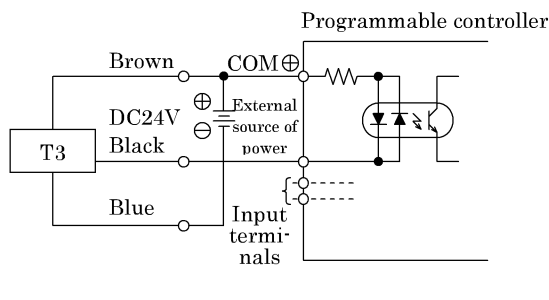 Programmable controller
Brown
COM⊕
⊕
External
DC24V
source of
⊖
power
Black
T3
Blue
Input
termi-
nals